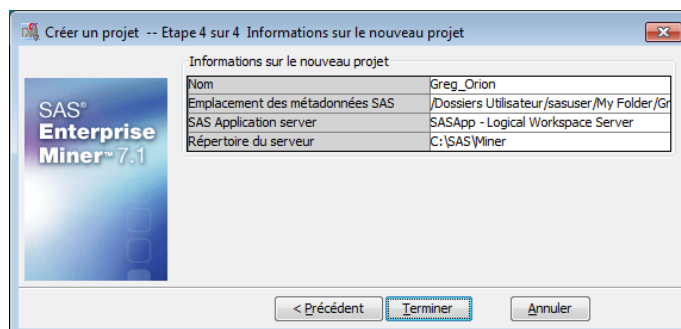 Créer un projet -- Etape 4 sur 4 Informations sur le nouveau projet
SAS®
Enterprise
Miner™ 7.1
Informations sur le nouveau projet
Nom Greg_Orion
Emplacement des métadonnées SAS /Dossiers Utilisateur/sasuser/My Folder/Gr
SAS Application server SASApp - Logical Workspace Server
Répertoire du serveur C:\SAS\Miner
< Précédent Terminer Annuler